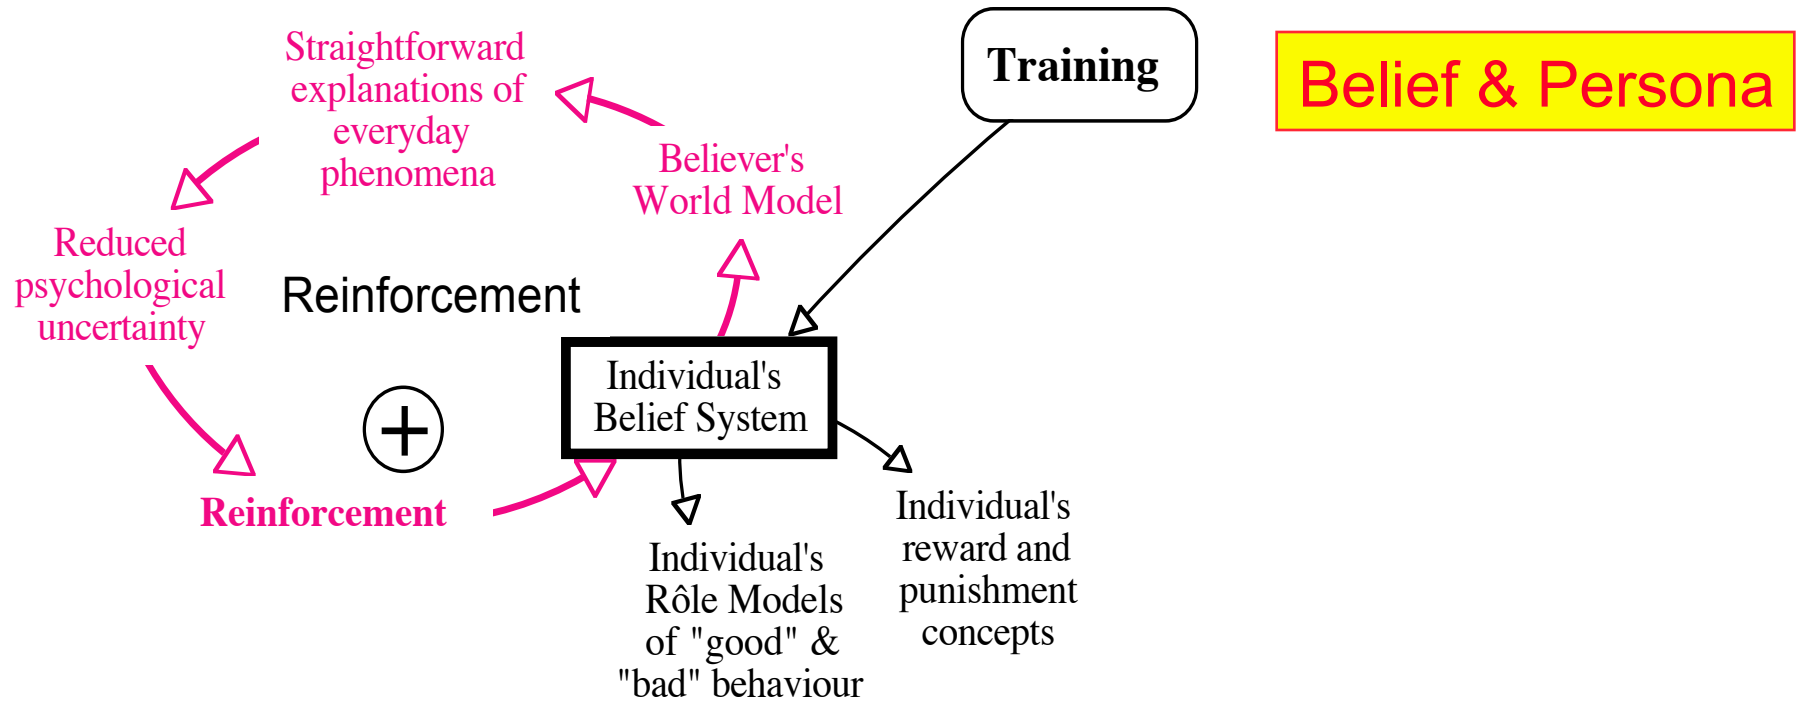 Straightforward
explanations of
everyday
phenomena
Training
Belief & Persona
Believer's
World Model
Reduced
psychological
uncertainty
Reinforcement
Individual's
Belief System
+
Reinforcement
Individual's
reward and
punishment
concepts
Individual's
Rôle Models
of "good" &
"bad" behaviour